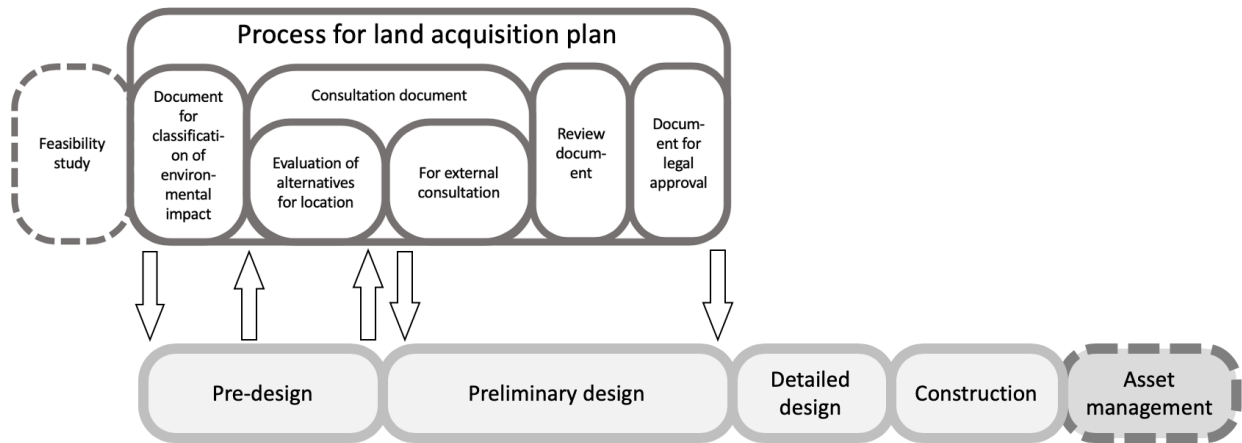 Process for land acquisition plan
Feasibility
study
Document
for
classificati-
on of
environ-
mental
impact
Consultation document
Evaluation of
alternatives
for location
For external
consultation
Review
docum-
ent
Docum-
ent for
legal
approval
Pre-design
Preliminary design
Detailed
design
Construction
Asset
management